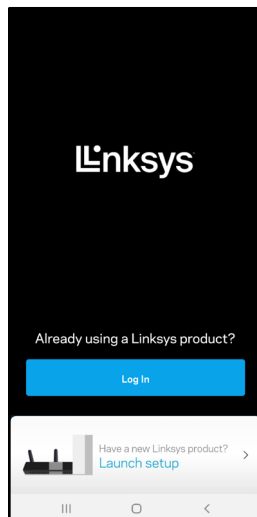 Linksys
Already using a Linksys product?
Log In
Have a new Linksys product?
Launch setup